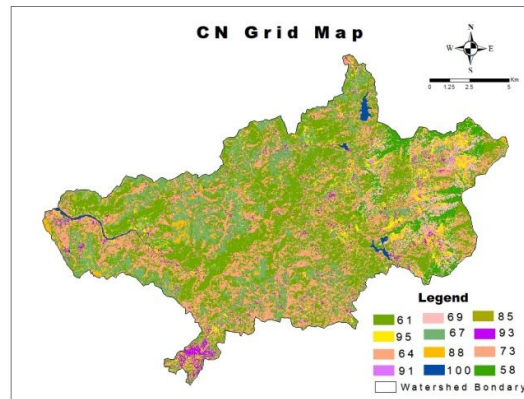 CN Grid Map
N
W E
S
Km
0 1.25 2.5 5
Legend
61 69 85
95 67 93
64 88 73
91 100 58
Watershed Bondary